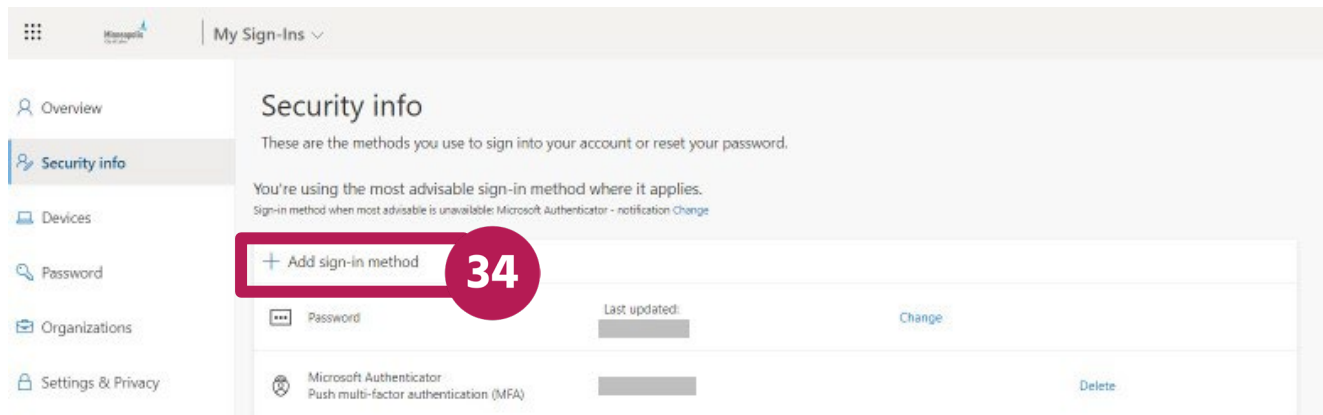 Minneapolis
My Sign-Ins
Overview
Security info
Devices
Password
Organizations
Settings & Privacy
Security info
These are the methods you use to sign into your account or reset your password.
You're using the most advisable sign-in method where it applies.
Sign-in method when most advisable is unavailable: Microsoft Authenticator - notification Change
+ Add sign-in method
34
Password
Last updated:
Change
Microsoft Authenticator
Push multi-factor authentication (MFA)
Delete